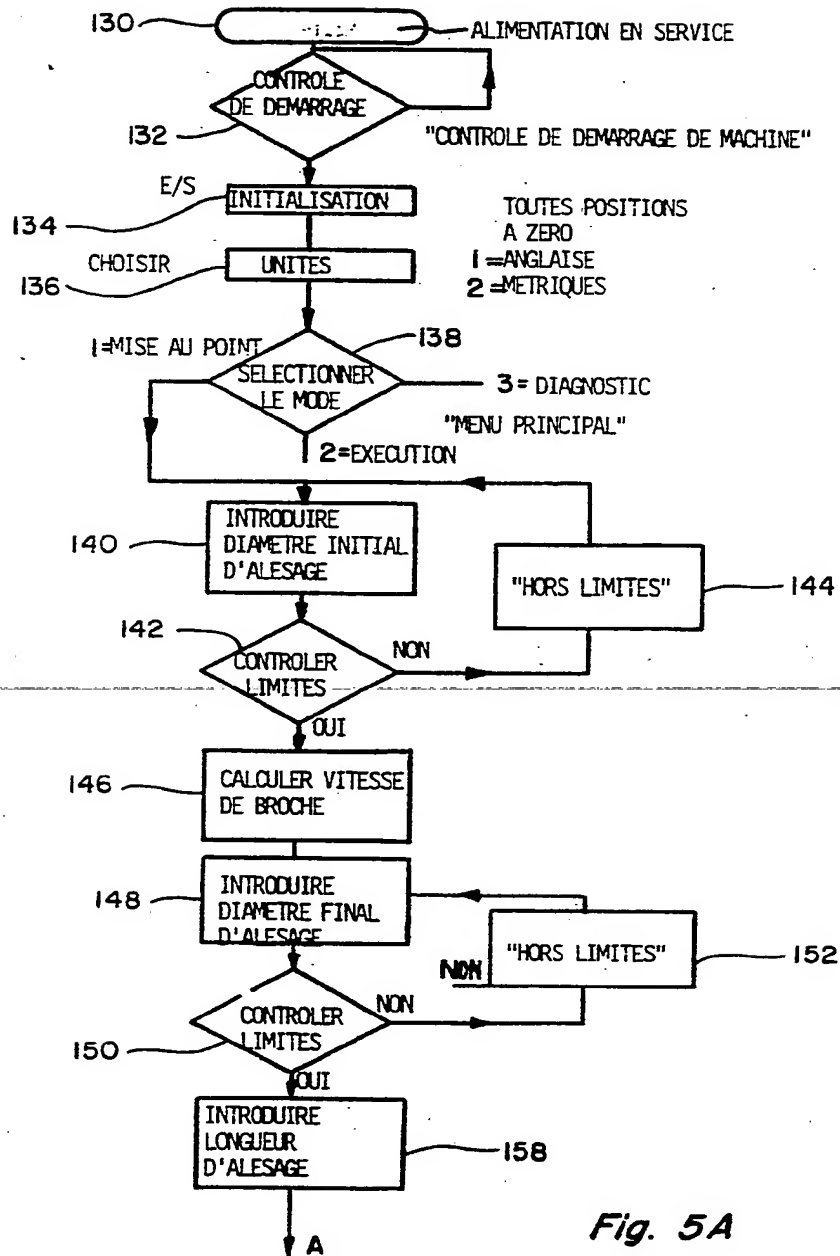 130
ALIMENTATION EN SERVICE
CONTROLE
DE DEMARRAGE
132
"CONTROLE DE DEMARRAGE DE MACHINE"
E/S
INITIALISATION
134
TOUTES POSITIONS
A ZERO
1=ANGLAISE
2=METRIQUES
CHOISIR
UNITES
136
1=MISE AU POINT
138
SELECTIONNER
LE MODE
3= DIAGNOSTIC
"MENU PRINCIPAL"
2=EXECUTION
140
INTRODUIRE
DIAMETRE INITIAL
D'ALESAGE
"HORS LIMITES"
144
142
CONTROLER
LIMITES
NON
OUI
146
CALCULER VITESSE
DE BROCHE
148
INTRODUIRE
DIAMETRE FINAL
D'ALESAGE
"HORS LIMITES"
152
NON
CONTROLER
LIMITES
NON
150
OUI
INTRODUIRE
LONGUEUR
D'ALESAGE
158
A
Fig. 5A